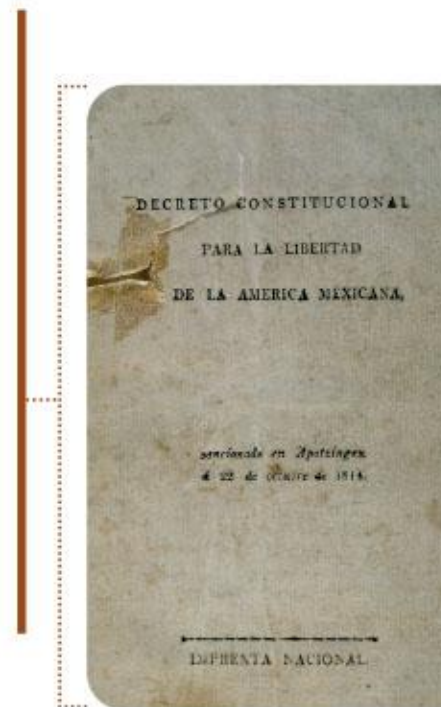 DECRETO CONSTITUCIONAL
PARA LA LIBERTAD
DE LA AMERICA MEXICANA,
sancionado en Apatzingan
á 22 de octubre de 1814.
IMPRENTA NACIONAL.